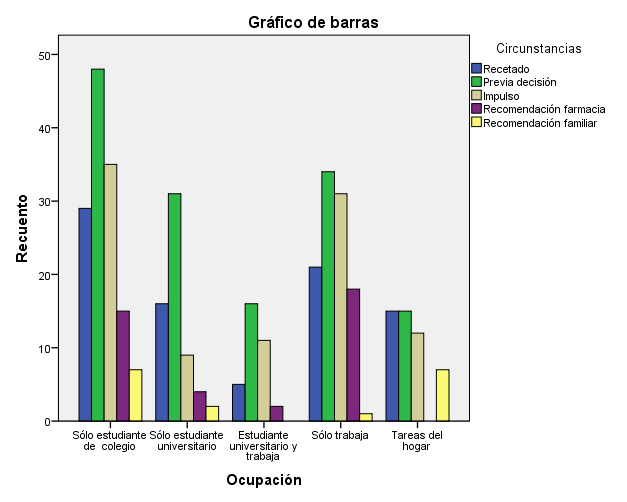 Gráfico de barras
Circunstancias
Recetado
Previa decisión
Impulso
Recomendación farmacia
Recomendación familiar
Recuento
50
40
30
20
10
0
Sólo estudiante
de colegio
Sólo estudiante
universitario
Estudiante
universitario y
trabaja
Sólo trabaja
Tareas del
hogar
Ocupación